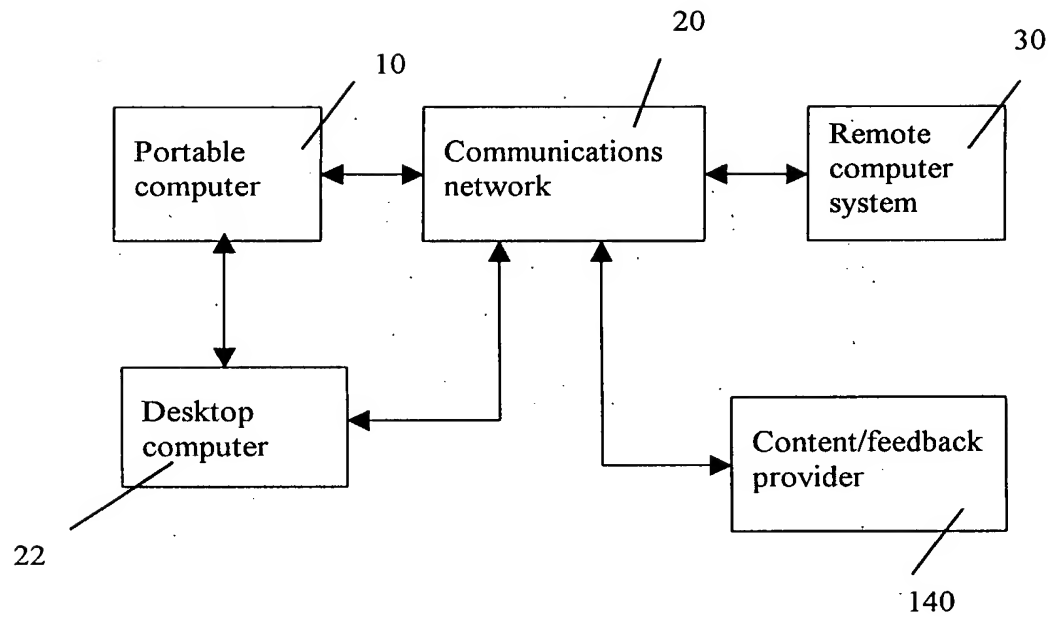 20
30
10
Portable
computer
Communications
network
Remote
computer
system
Desktop
computer
Content/feedback
provider
22
140